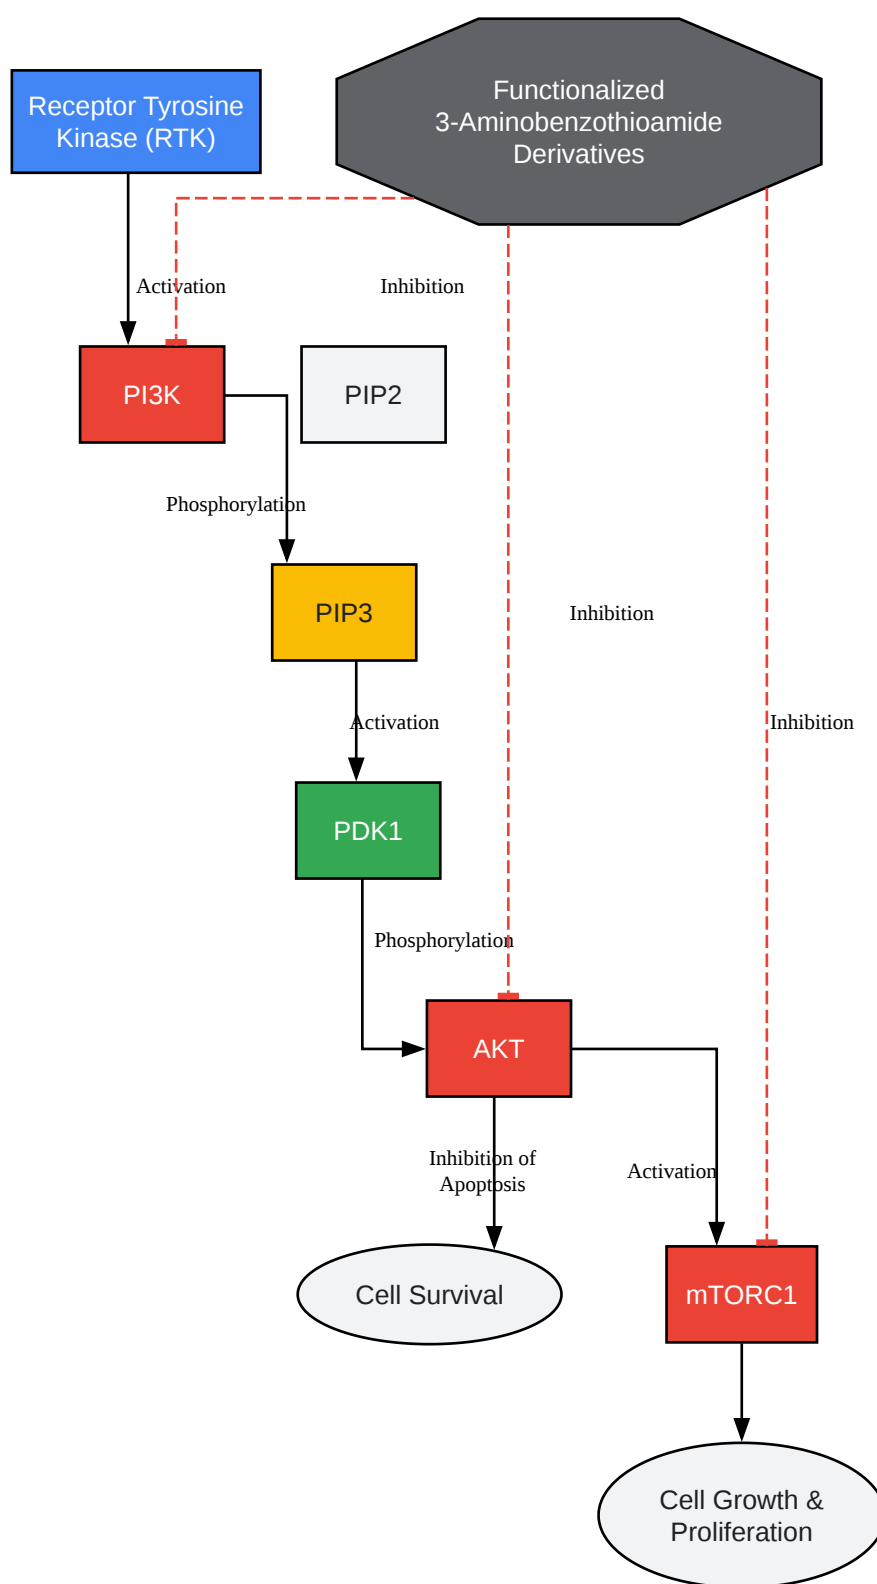 Receptor Tyrosine
Kinase (RTK)
Functionalized
3-Aminobenzothioamide
Derivatives
Activation
Inhibition
PI3K
PIP2
Phosphorylation
PIP3
Inhibition
Activation
Inhibition
PDK1
Phosphorylation
AKT
Inhibition of
Apoptosis
Activation
Cell Survival
mTORC1
Cell Growth &
Proliferation